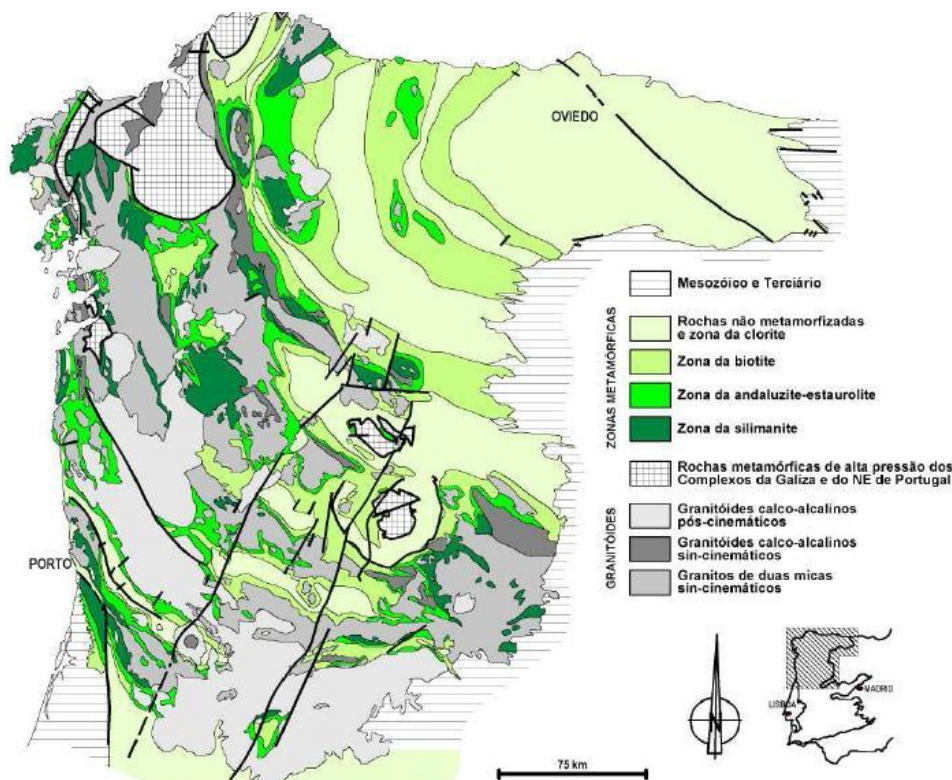 OVIEDO
Mesozóico e Terciário
ZONAS METAMÓRFICAS
Rochas não metamorfizadas
e zona da clorite
Zona da biotite
Zona da andaluzite-estaurolite
Zona da silimanite
Rochas metamórficas de alta pressão dos
Complexos da Galiza e do NE de Portugal
GRANITÓIDES
Granitóides calco-alcalinos
pós-cinemáticos
Granitóides calco-alcalinos
sin-cinemáticos
Granitos de duas micas
sin-cinemáticos
PORTO
N
MADRID
LISBOA
75 km